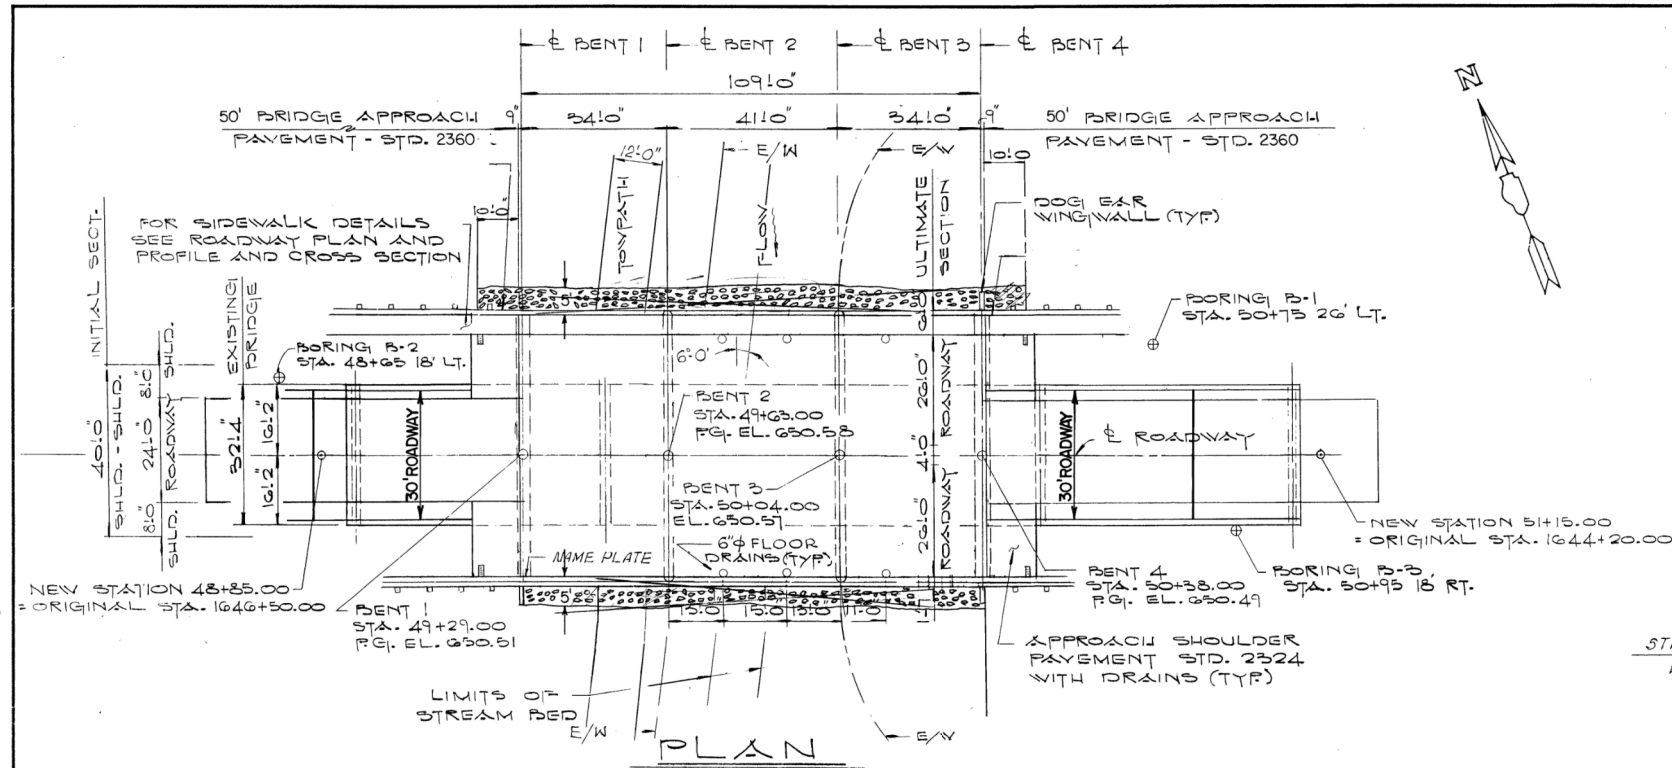 ℄ BENT 1
℄ BENT 2
℄ BENT 3
℄ BENT 4
109'-0"
50' BRIDGE APPROACH
PAVEMENT - STD. 2360
9"
34'-0"
41'-0"
34'-0"
9"
50' BRIDGE APPROACH
PAVEMENT - STD. 2360
N
12'-0"
E/W
E/W
10'-0
10'-0"
TOWPATH
FLOW
ULTIMATE
SECTION
DOG EAR
WINGWALL (TYP.)
FOR SIDEWALK DETAILS
SEE ROADWAY PLAN AND
PROFILE AND CROSS SECTION
INITIAL SECT.
EXISTING
BRIDGE
BORING B-1
STA. 50+75 26' LT.
BORING B-2
STA. 48+65 18' LT.
5'
6°-0'
40'-0"
SHLD. - SHLD.
8'-0"
24'-0"
8'-0"
SHLD.
ROADWAY
SHLD.
32'-4"
16'-2"
16'-2"
30' ROADWAY
BENT 2
STA. 49+63.00
P.G. EL. 650.58
26'-0"
ROADWAY
4'-0"
26'-0"
ROADWAY
℄ ROADWAY
30' ROADWAY
BENT 3
STA. 50+04.00
EL. 650.57
6"φ FLOOR
DRAINS (TYP.)
NAME PLATE
NEW STATION 51+15.00
= ORIGINAL STA. 1644+20.00
NEW STATION 48+85.00
= ORIGINAL STA. 1646+50.00
BENT 1
STA. 49+29.00
P.G. EL. 650.51
BENT 4
STA. 50+38.00
P.G. EL. 650.49
BORING B-3
STA. 50+95 18' RT.
5'
15'-0"
15'-0"
15'-0"
11'-0"
APPROACH SHOULDER
PAVEMENT STD. 2324
WITH DRAINS (TYP.)
LIMITS OF
STREAM BED
E/W
E/W
PLAN